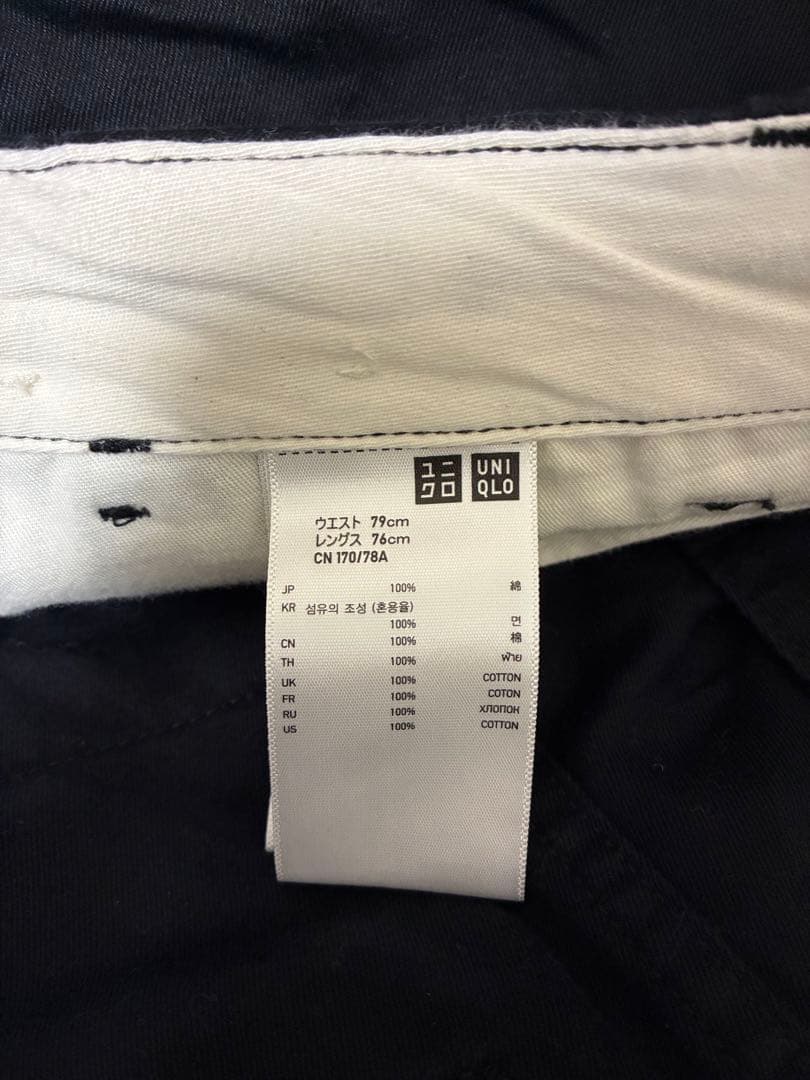 ユニ UNI
クロ QLO
ウエスト 79cm
レングス 76cm
CN 170/78A
JP 100% 綿
KR 섬유의 조성 (혼용율)
100% 면
CN 100% 棉
TH 100% ฝ้าย
UK 100% COTTON
FR 100% COTON
RU 100% ХЛОПОК
US 100% COTTON